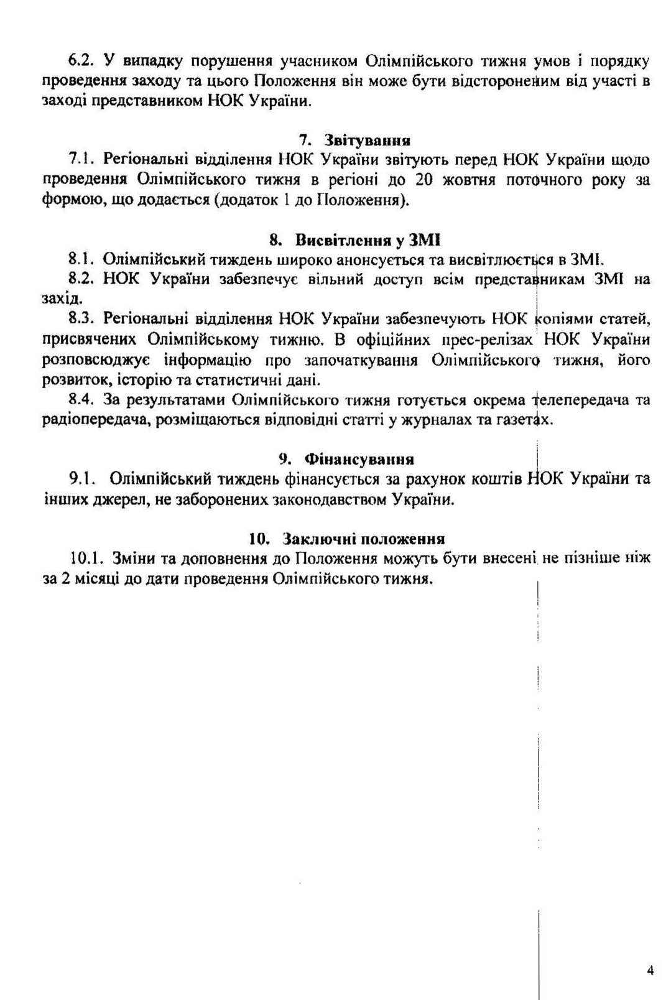 6.2. У випадку порушення учасником Олімпійського тижня умов і порядку
проведення заходу та цього Положення він може бути відстороненим від участі в
заході представником НОК України.
7. Звітування
7.1. Регіональні відділення НОК України звітують перед НОК України щодо
проведення Олімпійського тижня в регіоні до 20 жовтня поточного року за
формою, що додається (додаток 1 до Положення).
8. Висвітлення у ЗМІ
8.1. Олімпійський тиждень широко анонсується та висвітлюється в ЗМІ.
8.2. НОК України забезпечує вільний доступ всім представникам ЗМІ на
захід.
8.3. Регіональні відділення НОК України забезпечують НОК копіями статей,
присвячених Олімпійському тижню. В офіційних прес-релізах НОК України
розповсюджує інформацію про започаткування Олімпійського тижня, його
розвиток, історію та статистичні дані.
8.4. За результатами Олімпійського тижня готується окрема телепередача та
радіопередача, розміщаються відповідні статті у журналах та газетах.
9. Фінансування
9.1. Олімпійський тиждень фінансується за рахунок коштів НОК України та
інших джерел, не заборонених законодавством України.
10. Заключні положення
10.1. Зміни та доповнення до Положення можуть бути внесені не пізніше ніж
за 2 місяці до дати проведення Олімпійського тижня.
4